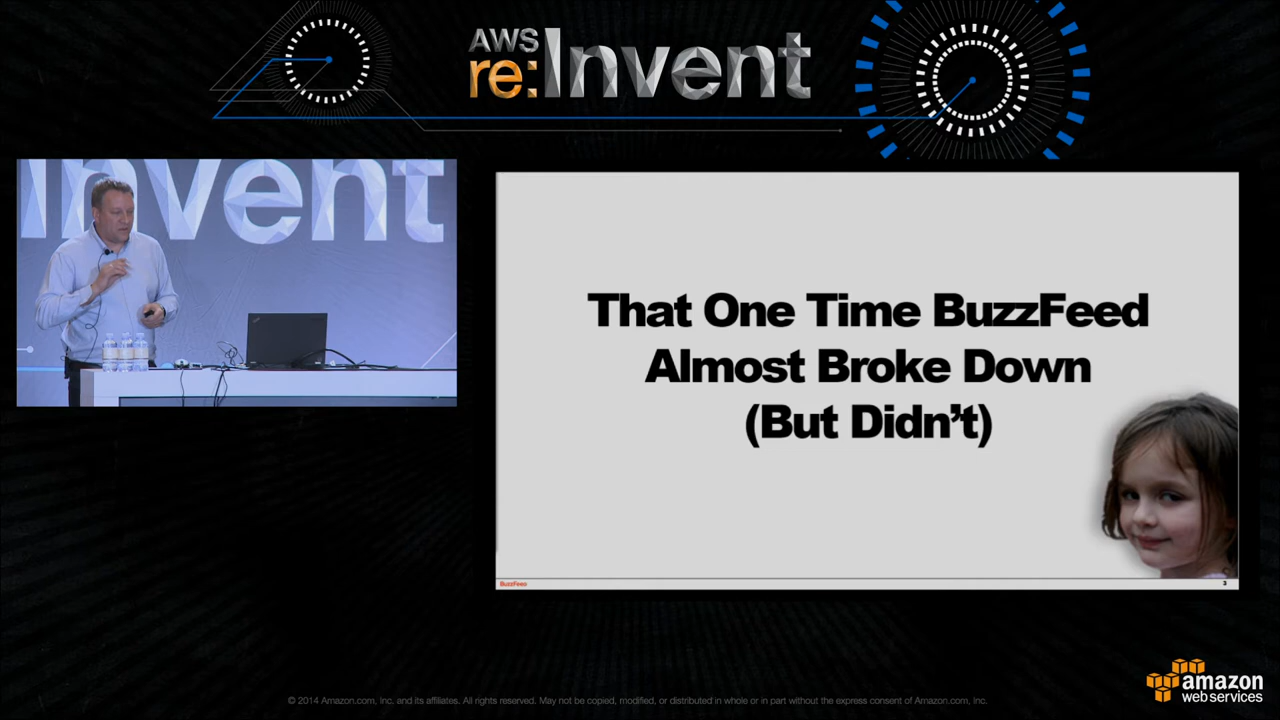 AWS
re:Invent
Invent
That One Time BuzzFeed
Almost Broke Down
(But Didn't)
BuzzFeed
3
amazon
web services
© 2014 Amazon.com, Inc. and its affiliates. All rights reserved. May not be copied, modified, or distributed in whole or in part without the express consent of Amazon.com, Inc.